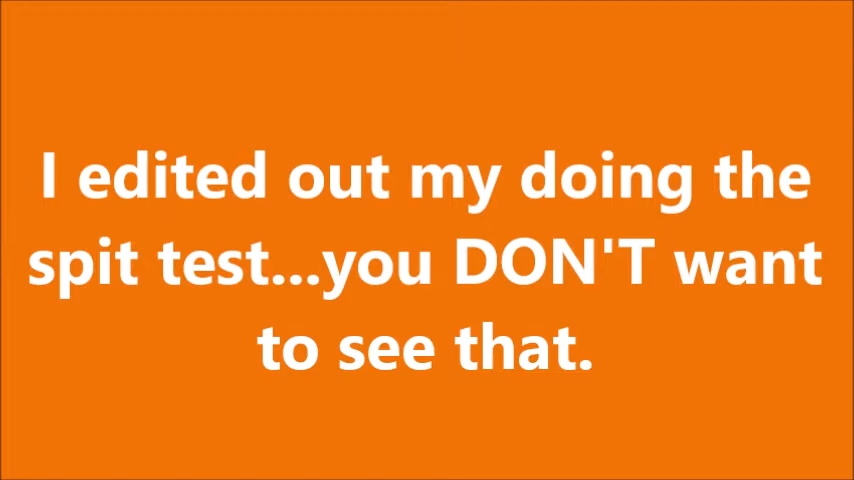 I edited out my doing the
spit test...you DON'T want
to see that.